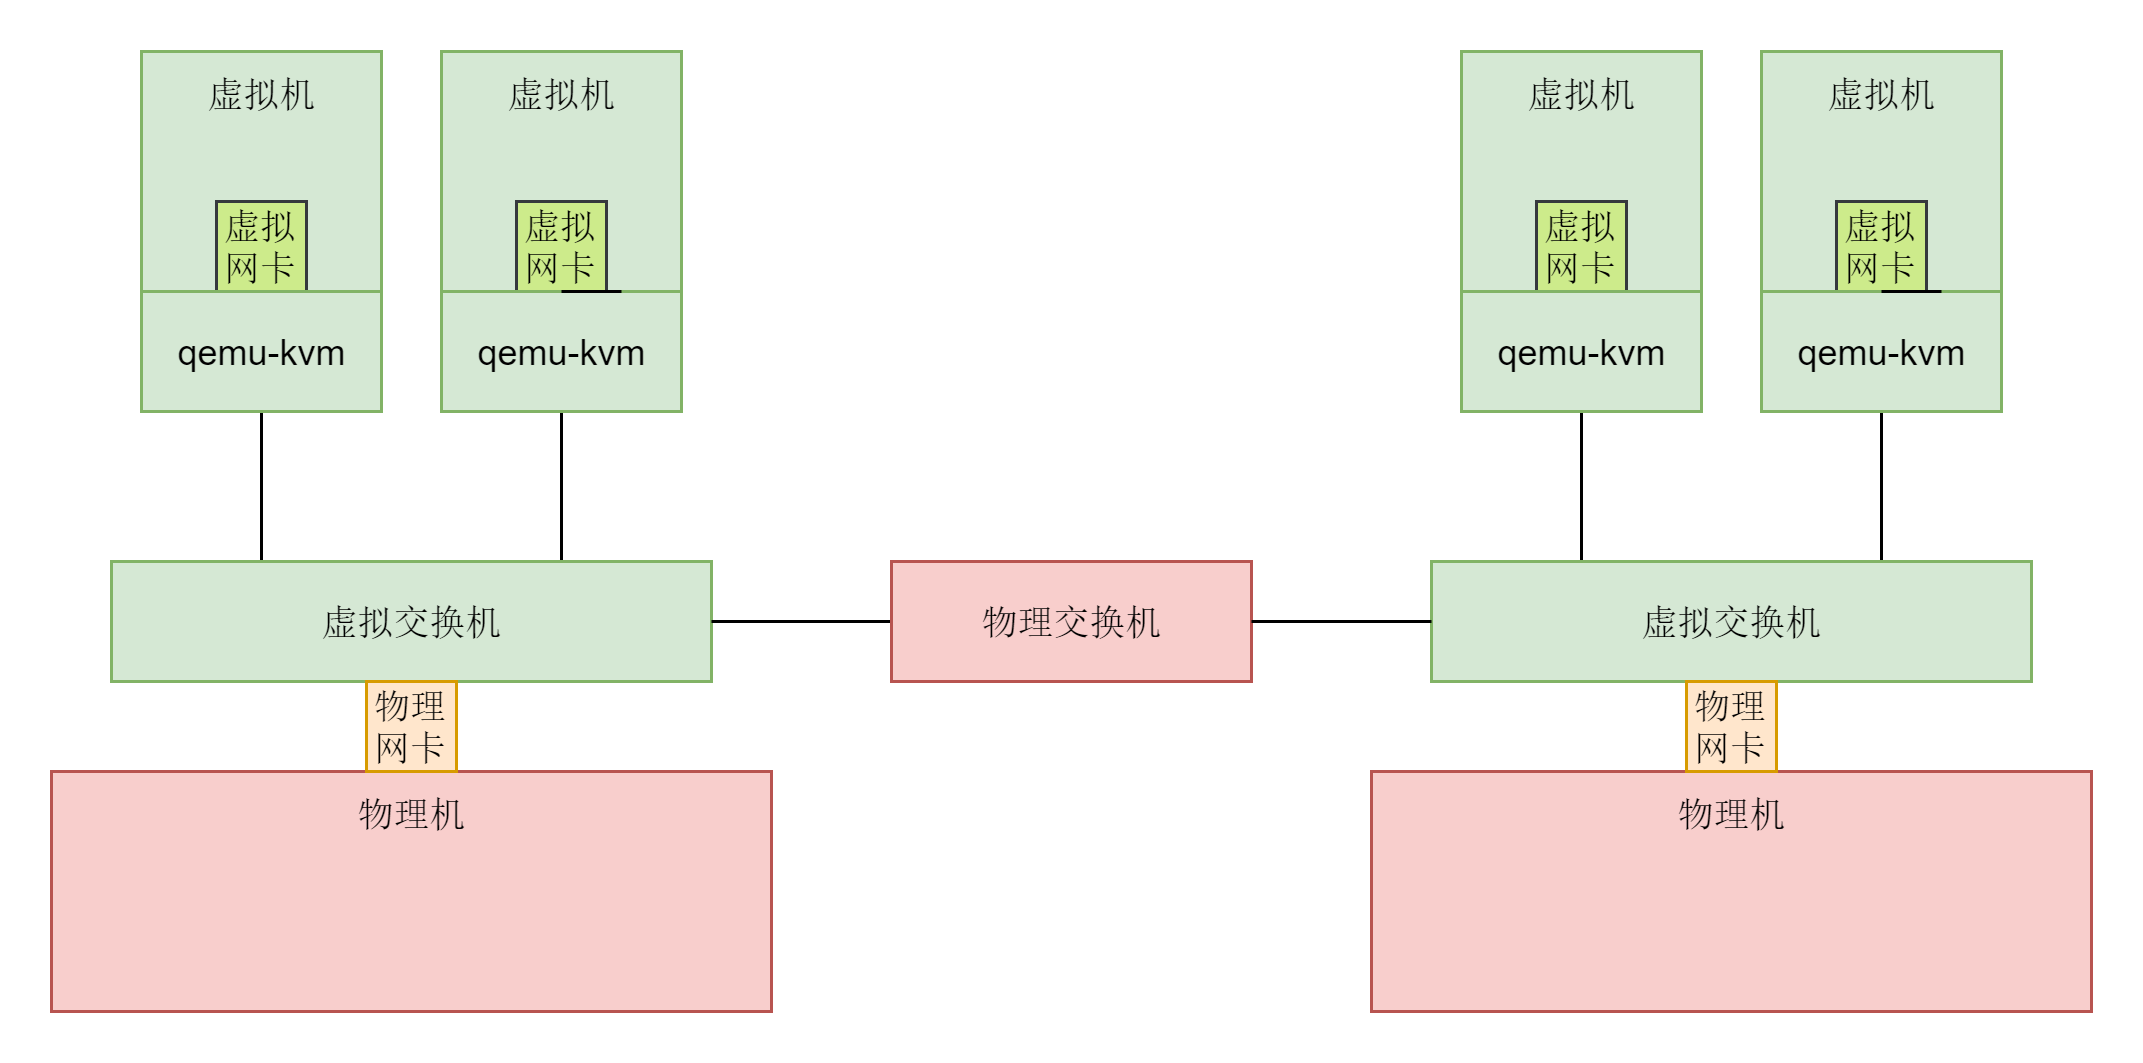 虚拟机
虚拟机
虚拟机
虚拟机
虚拟
网卡
虚拟
网卡
虚拟
网卡
虚拟
网卡
qemu-kvm
qemu-kvm
qemu-kvm
qemu-kvm
虚拟交换机
物理交换机
虚拟交换机
物理
网卡
物理
网卡
物理机
物理机